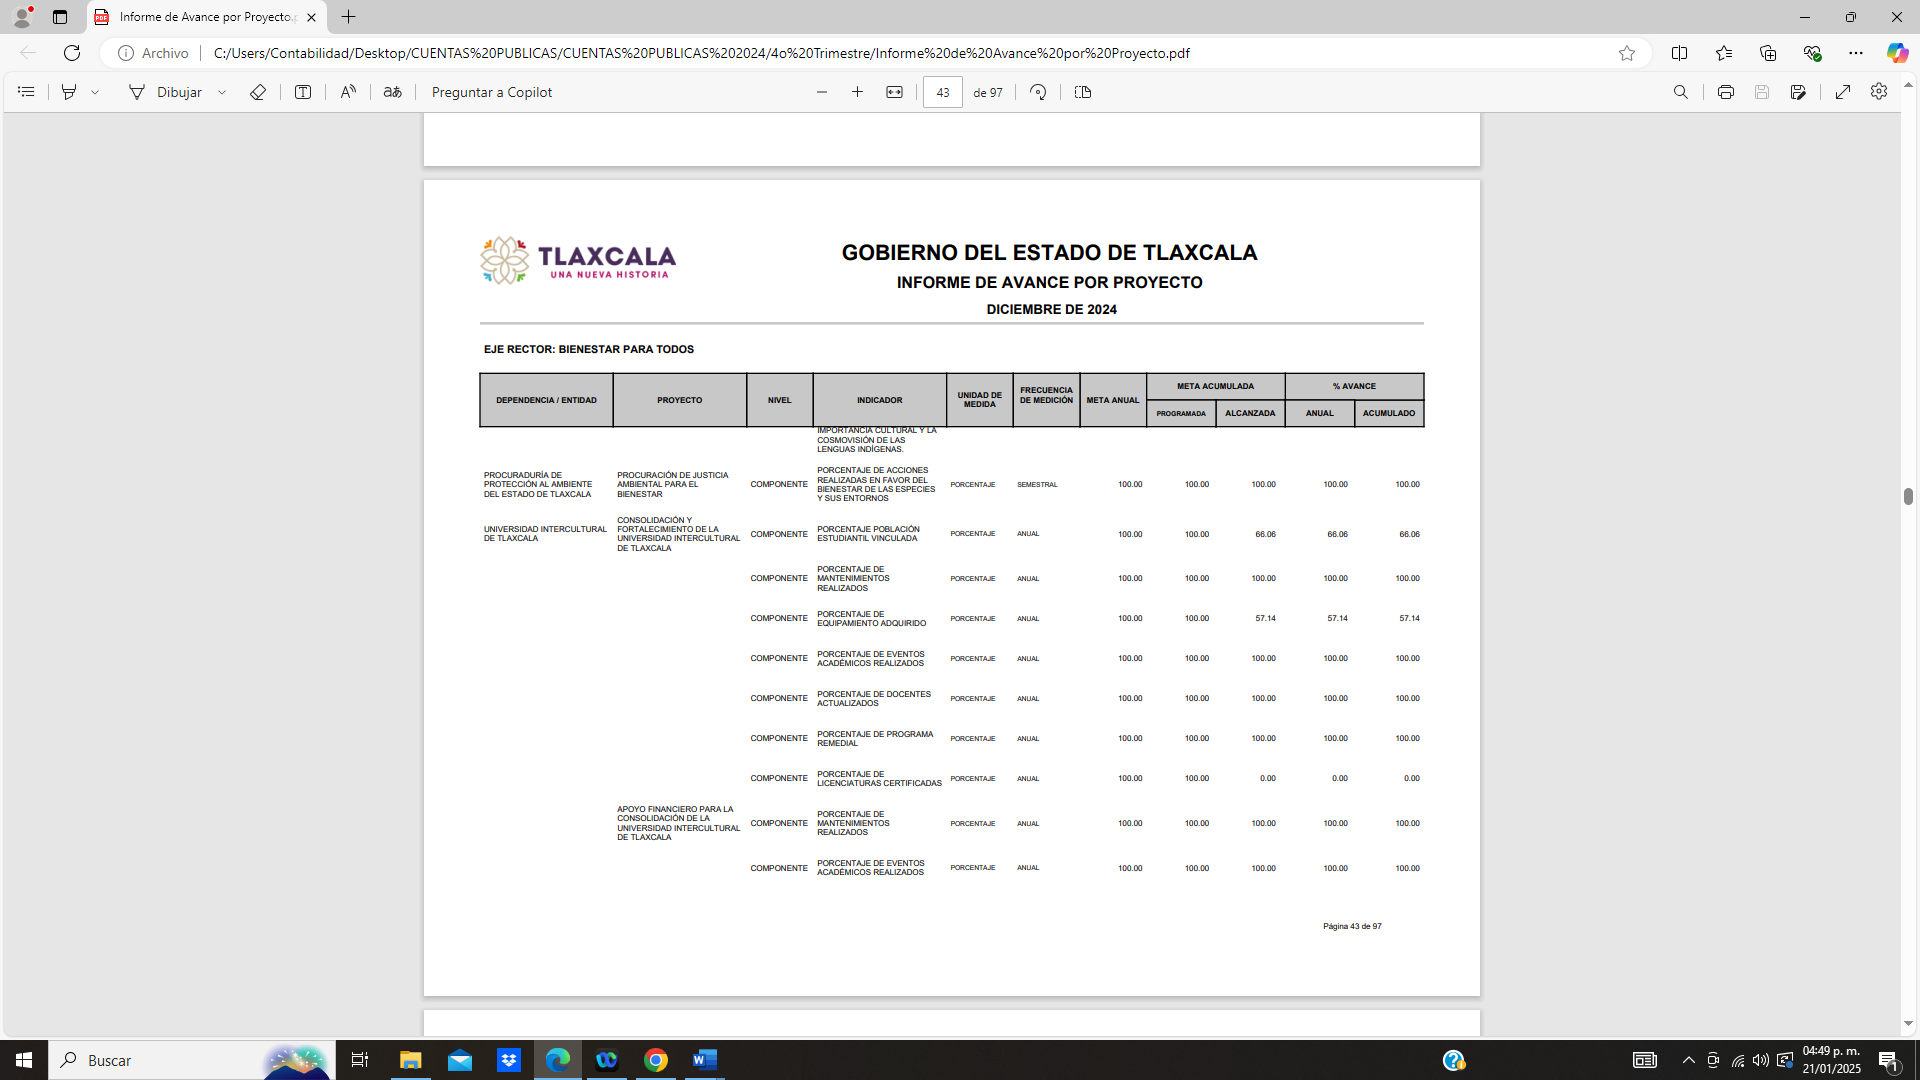 Informe de Avance por Proyecto.p
Archivo
C:/Users/Contabilidad/Desktop/CUENTAS%20PUBLICAS/CUENTAS%20PUBLICAS%202024/4o%20Trimestre/Informe%20de%20Avance%20por%20Proyecto.pdf
Dibujar
Preguntar a Copilot
43 de 97
TLAXCALA
UNA NUEVA HISTORIA
GOBIERNO DEL ESTADO DE TLAXCALA
INFORME DE AVANCE POR PROYECTO
DICIEMBRE DE 2024
EJE RECTOR: BIENESTAR PARA TODOS
DEPENDENCIA / ENTIDAD
PROYECTO
NIVEL
INDICADOR
UNIDAD DE
MEDIDA
FRECUENCIA
DE MEDICIÓN
META ANUAL
META ACUMULADA
PROGRAMADA
ALCANZADA
% AVANCE
ANUAL
ACUMULADO
IMPORTANCIA CULTURAL Y LA
COSMOVISIÓN DE LAS
LENGUAS INDÍGENAS.
PROCURADURÍA DE
PROTECCIÓN AL AMBIENTE
DEL ESTADO DE TLAXCALA
PROCURACIÓN DE JUSTICIA
AMBIENTAL PARA EL
BIENESTAR
COMPONENTE
PORCENTAJE DE ACCIONES
REALIZADAS EN FAVOR DEL
BIENESTAR DE LAS ESPECIES
Y SUS ENTORNOS
PORCENTAJE SEMESTRAL 100.00 100.00 100.00 100.00 100.00
UNIVERSIDAD INTERCULTURAL
DE TLAXCALA
CONSOLIDACIÓN Y
FORTALECIMIENTO DE LA
UNIVERSIDAD INTERCULTURAL
DE TLAXCALA
COMPONENTE
PORCENTAJE POBLACIÓN
ESTUDIANTIL VINCULADA
PORCENTAJE ANUAL 100.00 100.00 66.06 66.06 66.06
COMPONENTE
PORCENTAJE DE
MANTENIMIENTOS
REALIZADOS
PORCENTAJE ANUAL 100.00 100.00 100.00 100.00 100.00
COMPONENTE
PORCENTAJE DE
EQUIPAMIENTO ADQUIRIDO
PORCENTAJE ANUAL 100.00 100.00 57.14 57.14 57.14
COMPONENTE
PORCENTAJE DE EVENTOS
ACADÉMICOS REALIZADOS
PORCENTAJE ANUAL 100.00 100.00 100.00 100.00 100.00
COMPONENTE
PORCENTAJE DE DOCENTES
ACTUALIZADOS
PORCENTAJE ANUAL 100.00 100.00 100.00 100.00 100.00
COMPONENTE
PORCENTAJE DE PROGRAMA
REMEDIAL
PORCENTAJE ANUAL 100.00 100.00 100.00 100.00 100.00
COMPONENTE
PORCENTAJE DE
LICENCIATURAS CERTIFICADAS
PORCENTAJE ANUAL 100.00 100.00 0.00 0.00 0.00
APOYO FINANCIERO PARA LA
CONSOLIDACIÓN DE LA
UNIVERSIDAD INTERCULTURAL
DE TLAXCALA
COMPONENTE
PORCENTAJE DE
MANTENIMIENTOS
REALIZADOS
PORCENTAJE ANUAL 100.00 100.00 100.00 100.00 100.00
COMPONENTE
PORCENTAJE DE EVENTOS
ACADÉMICOS REALIZADOS
PORCENTAJE ANUAL 100.00 100.00 100.00 100.00 100.00
Página 43 de 97
Buscar
04:49 p. m.
21/01/2025
1